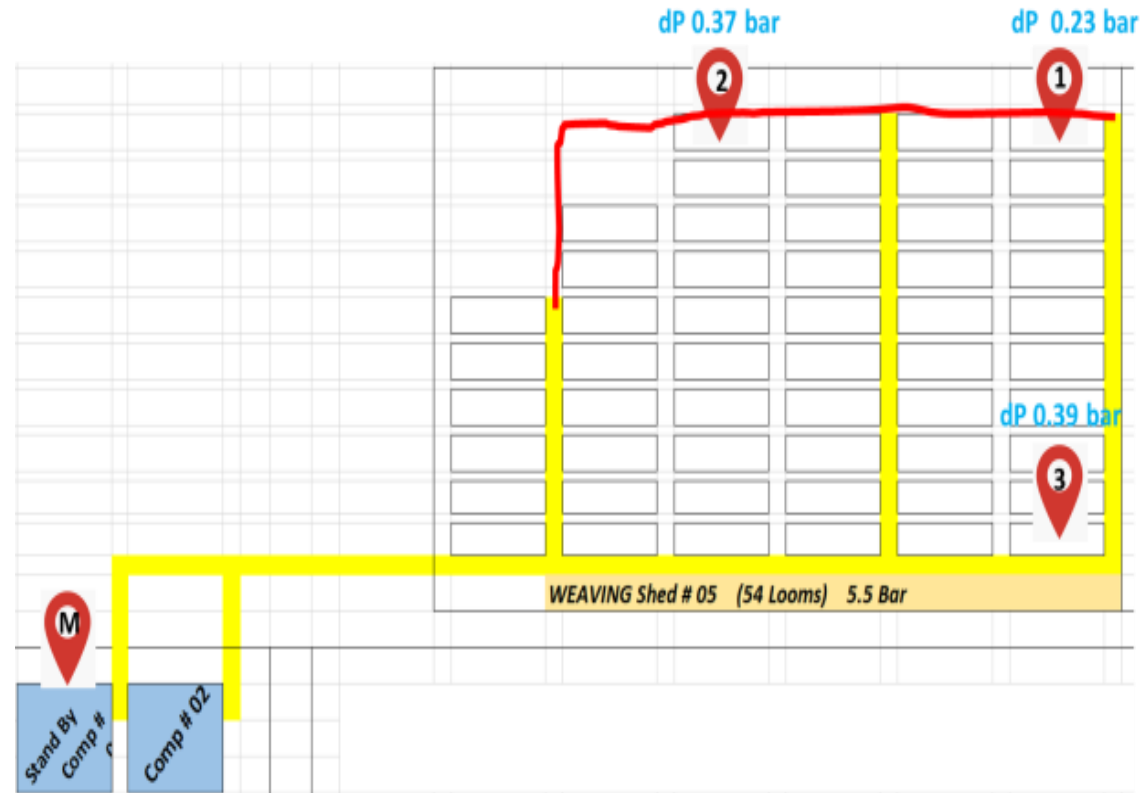 dP 0.37 bar
dP 0.23 bar
2
1
dP 0.39 bar
3
WEAVING Shed # 05 (54 Looms) 5.5 Bar
M
Stand By
Comp #
Comp # 02